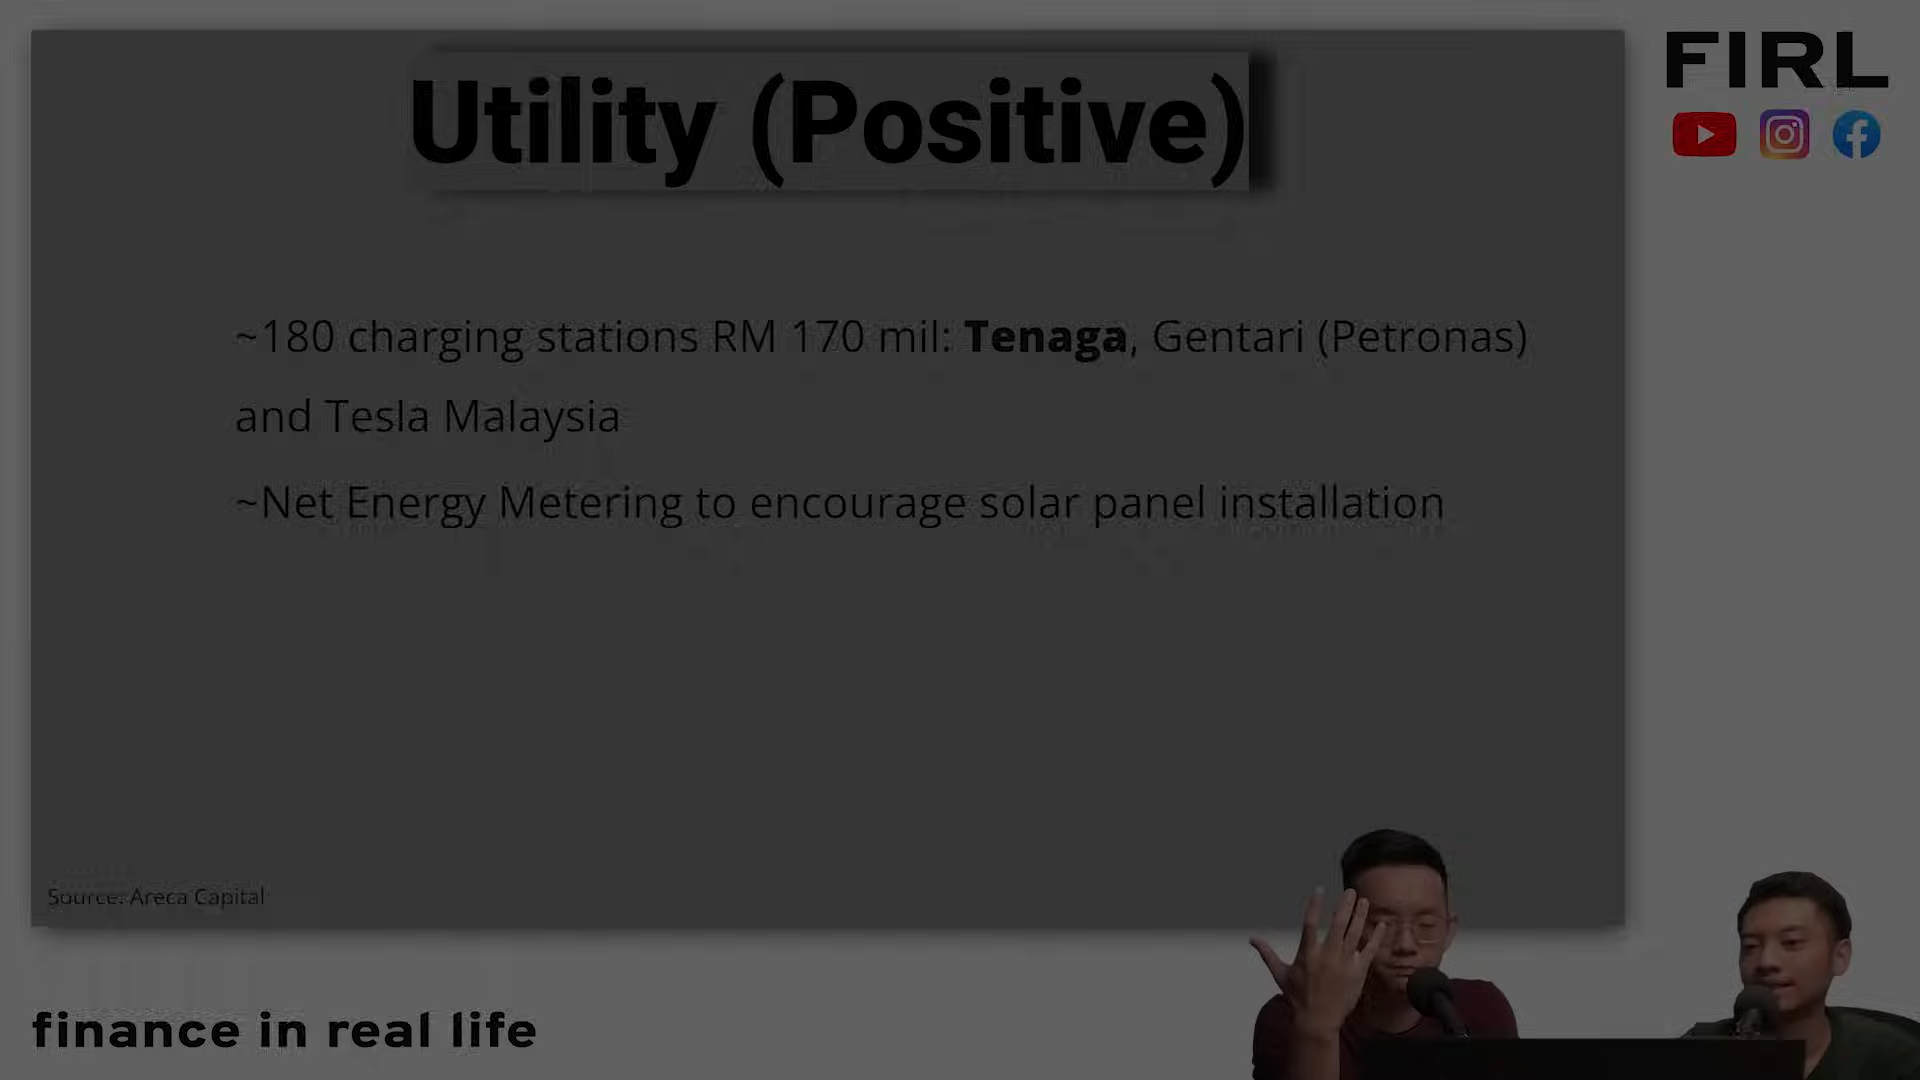 Utility (Positive)
FIRL
~180 charging stations RM 170 mil: Tenaga, Gentari (Petronas)
and Tesla Malaysia
~Net Energy Metering to encourage solar panel installation
Source: Areca Capital
finance in real life